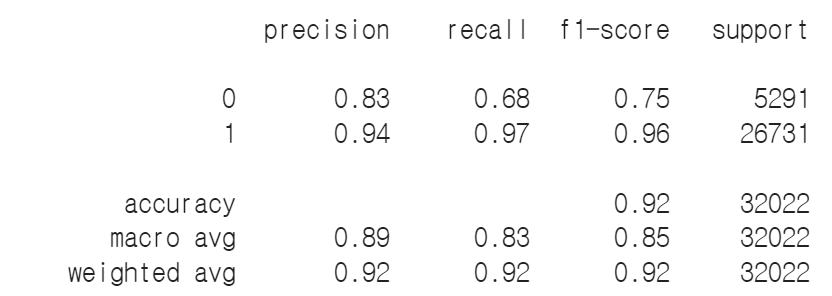 precision recall f1-score support
0 0.83 0.68 0.75 5291
1 0.94 0.97 0.96 26731
accuracy 0.92 32022
macro avg 0.89 0.83 0.85 32022
weighted avg 0.92 0.92 0.92 32022